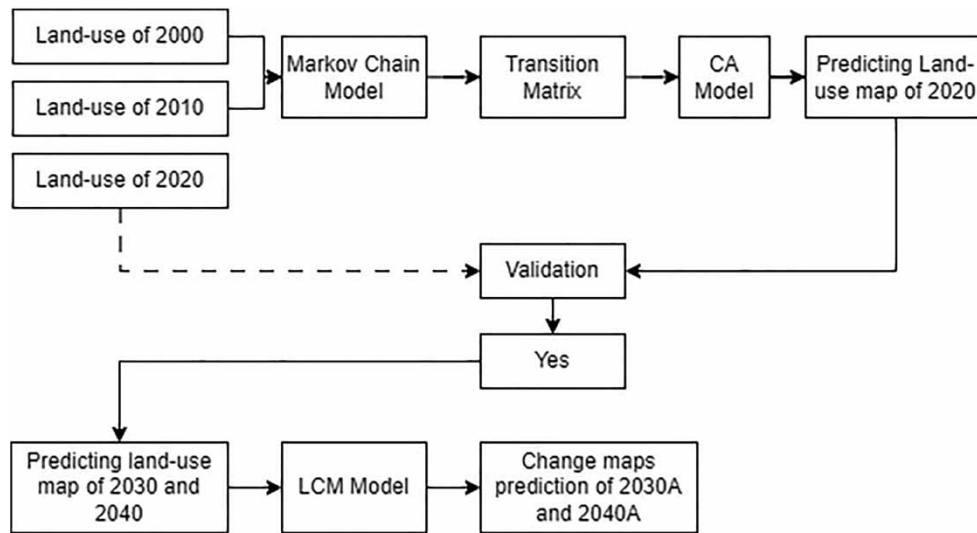 Land-use of 2000
Land-use of 2010
Land-use of 2020
Markov Chain
Model
Transition
Matrix
CA
Model
Predicting Land-
use map of 2020
Validation
Yes
Predicting land-use
map of 2030 and
2040
LCM Model
Change maps
prediction of 2030A
and 2040A